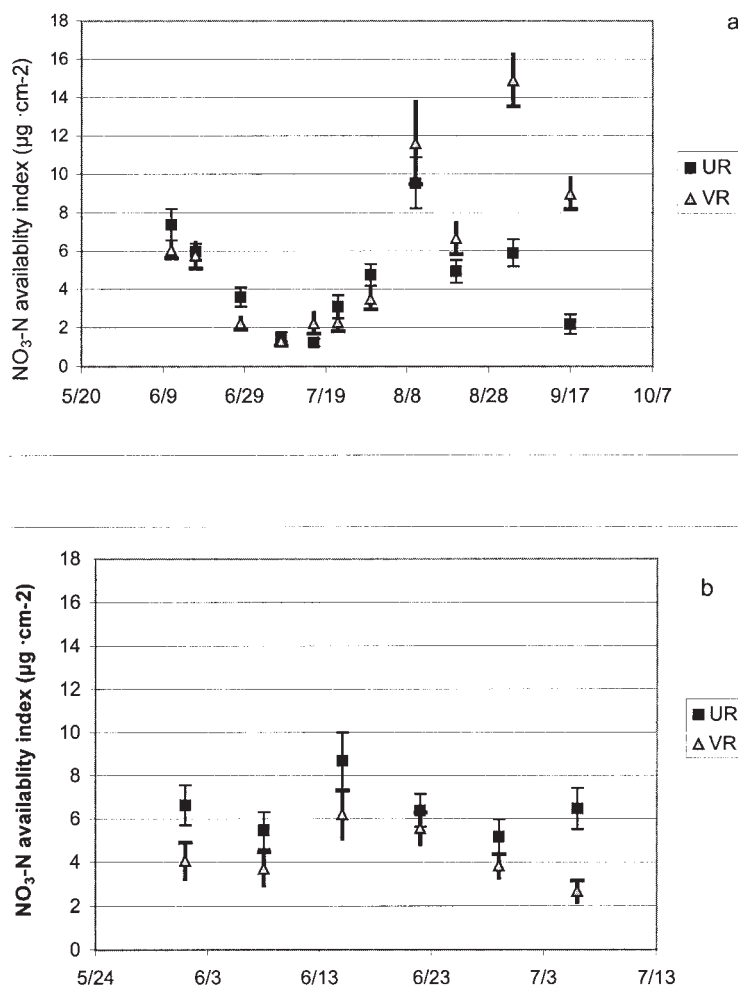 a
NO₃-N availablity index (µg ·cm-2)
18
16
14
12
10
8
6
4
2
0
5/20 6/9 6/29 7/19 8/8 8/28 9/17 10/7
UR
VR
b
NO₃-N availablity index (µg ·cm-2)
18
16
14
12
10
8
6
4
2
0
5/24 6/3 6/13 6/23 7/3 7/13
UR
VR